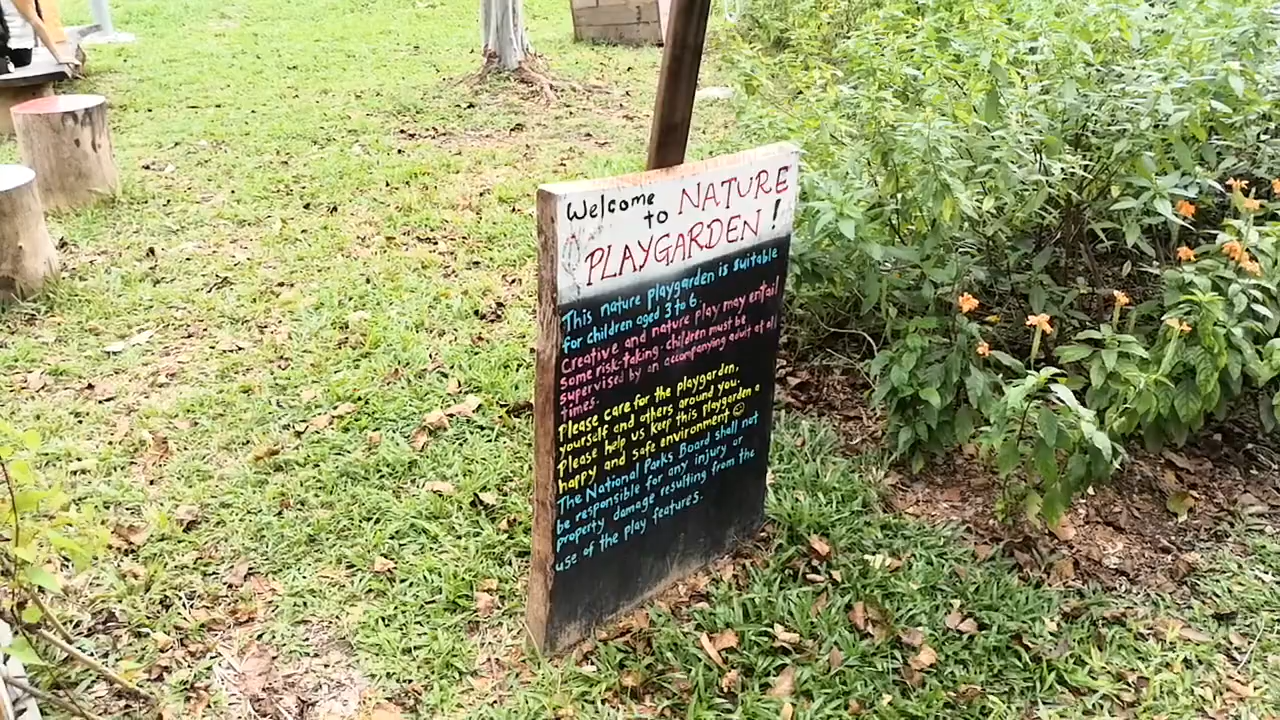 Welcome to NATURE
PLAYGARDEN!
This nature playgarden is suitable
for children aged 3 to 6.
Creative and nature play may entail
some risk-taking. children must be
supervised by an accompanying adult at all
times.
Please care for the playgarden,
yourself and others around you.
Please help us keep this playgarden a
happy and safe environment ☺
The National Parks Board shall not
be responsible for any injury or
property damage resulting from the
use of the play features.